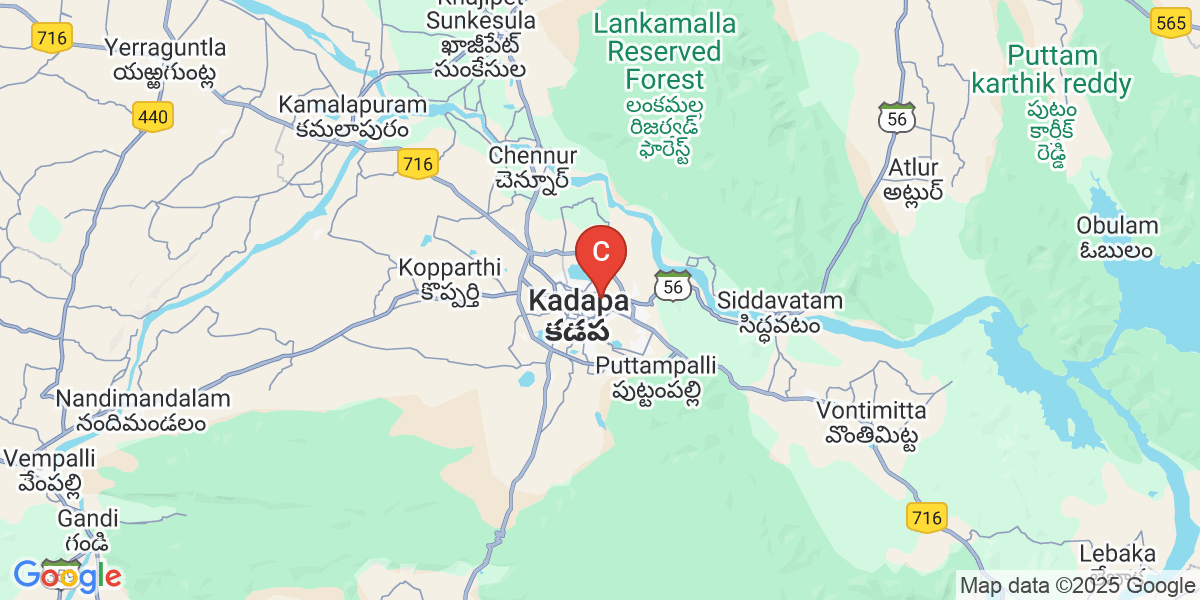 Sunkesula
ఖాజీపేట్
సుంకేసుల
716
Yerraguntla
యఱ్ఱగుంట్ల
440
Kamalapuram
కమలాపురం
716
Chennur
చెన్నూర్
Lankamalla
Reserved
Forest
లంకమల్ల
రిజర్వడ్
ఫారెస్ట్
565
Puttam
karthik reddy
పుటం
కార్తీక్
రెడ్డి
56
Atlur
అట్లుర్
Obulam
ఓబులం
C
Kopparthi
కొప్పర్తి
Kadapa
కడప
56
Siddavatam
సిద్ధవటం
Puttampalli
పుట్టంపల్లి
Nandimandalam
నందిమండలం
Vontimitta
వొంతిమిట్ట
Vempalli
వేంపల్లి
Gandi
గండి
716
Lebaka
Google
Map data ©2025 Google